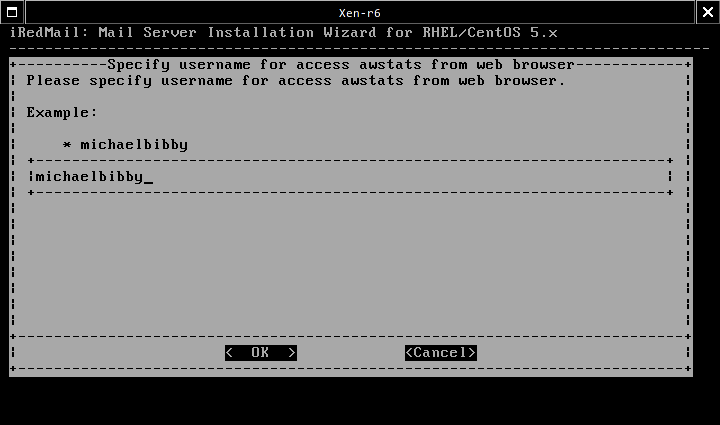 Xen-r6
iRedMail: Mail Server Installation Wizard for RHEL/CentOS 5.x
Specify username for access awstats from web browser
Please specify username for access awstats from web browser.
Example:
* michaelbibby
michaelbibby_
<  OK  > <Cancel>